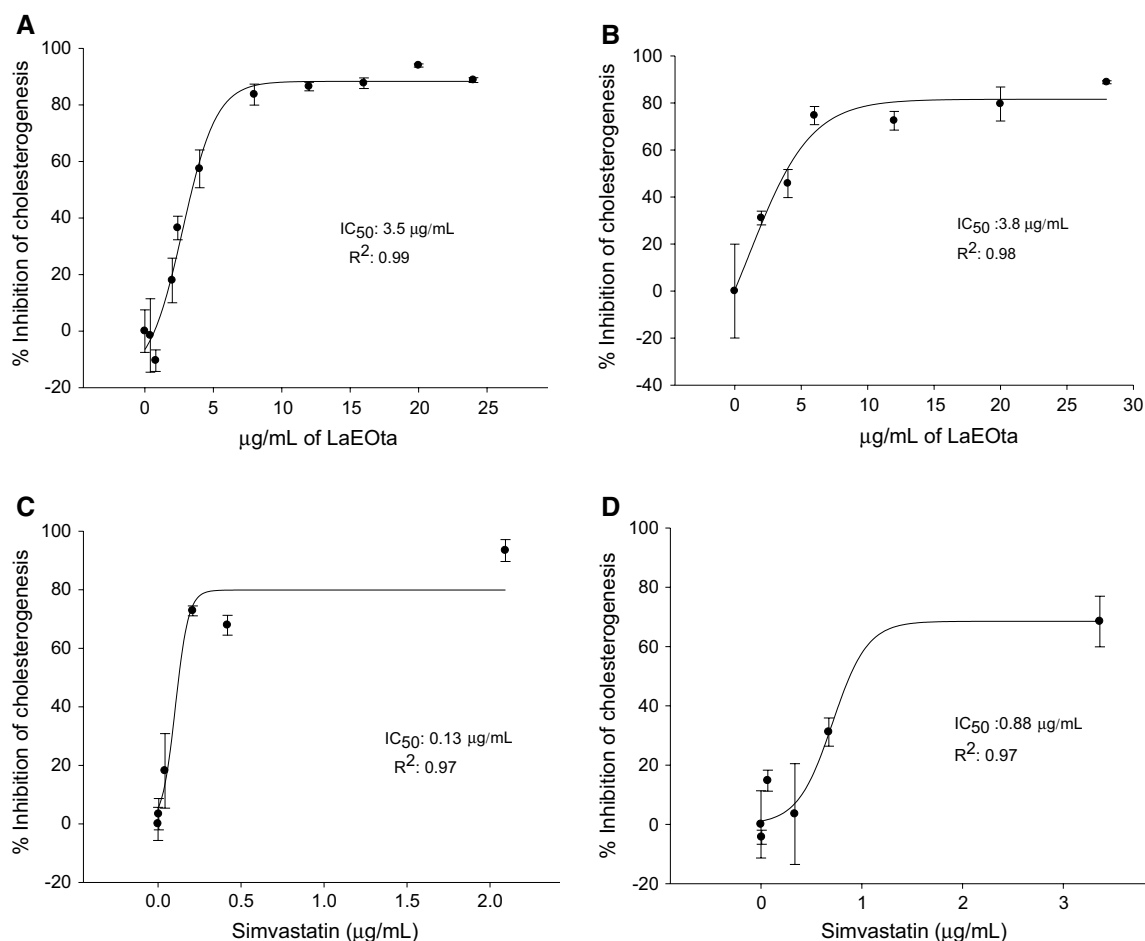 A
% Inhibition of cholesterogenesis
100
80
60
40
20
0
-20
0 5 10 15 20 25
μg/mL of LaEOta
IC50: 3.5 μg/mL
R2: 0.99
B
% Inhibition of cholesterogenesis
100
80
60
40
20
0
-20
-40
0 5 10 15 20 25 30
μg/mL of LaEOta
IC50 :3.8 μg/mL
R2: 0.98
C
% Inhibition of cholesterogenesis
100
80
60
40
20
0
-20
0.0 0.5 1.0 1.5 2.0
Simvastatin (μg/mL)
IC50: 0.13 μg/mL
R2: 0.97
D
% Inhibition of cholesterogenesis
100
80
60
40
20
0
-20
0 1 2 3
Simvastatin (μg/mL)
IC50 :0.88 μg/mL
R2: 0.97